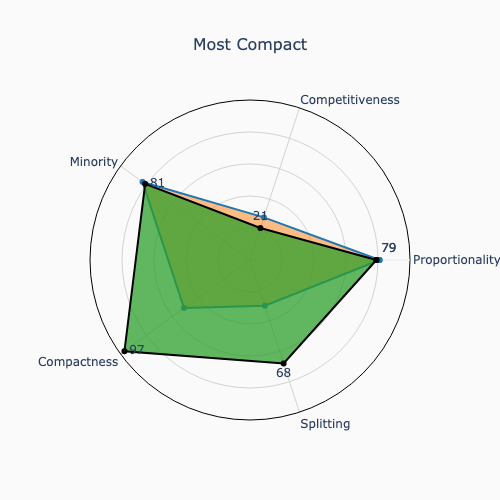 Most Compact
Competitiveness
Minority
81
21
79
Proportionality
Compactness
97
68
Splitting